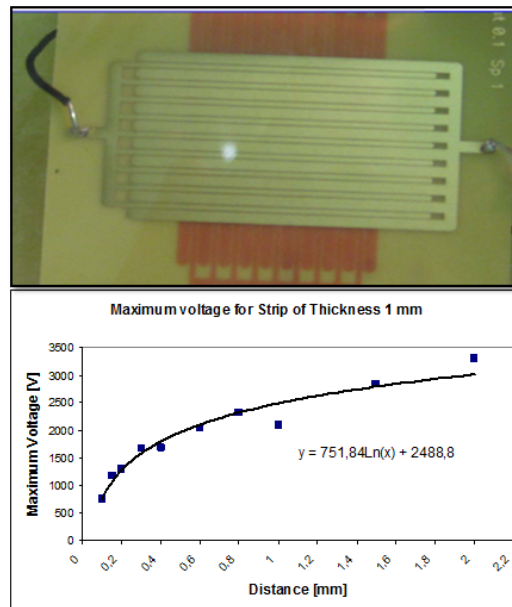 Sp 1
Maximum voltage for Strip of Thickness 1 mm
3500
3000
2500
2000
1500
1000
500
0
Maximum Voltage [V]
y = 751,84Ln(x) + 2488,8
0 0,2 0,4 0,6 0,8 1 1,2 1,4 1,6 1,8 2 2,2
Distance [mm]